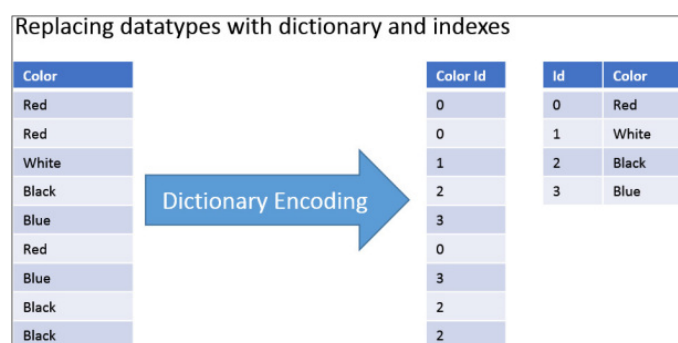 Replacing datatypes with dictionary and indexes
Color
Red
Red
White
Black
Blue
Red
Blue
Black
Black
Dictionary Encoding
Color Id
0
0
1
2
3
0
3
2
2
Id Color
0 Red
1 White
2 Black
3 Blue